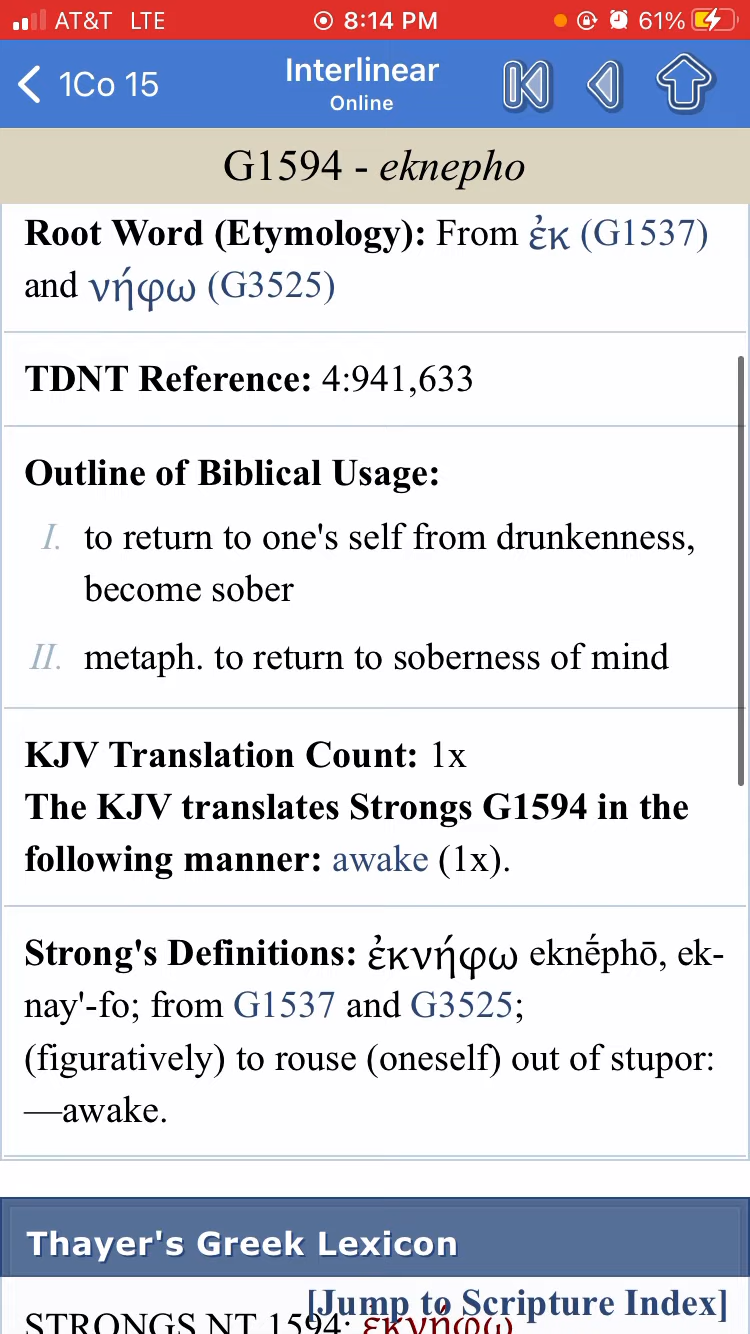 AT&T LTE 8:14 PM 61%
1Co 15 Interlinear
Online
G1594 - eknepho
Root Word (Etymology): From ἐκ (G1537)
and νήφω (G3525)
TDNT Reference: 4:941,633
Outline of Biblical Usage:
I. to return to one's self from drunkenness,
become sober
II. metaph. to return to soberness of mind
KJV Translation Count: 1x
The KJV translates Strongs G1594 in the
following manner: awake (1x).
Strong's Definitions: ἐκνήφω eknḗphō, ek-
nay'-fo; from G1537 and G3525;
(figuratively) to rouse (oneself) out of stupor:
—awake.
Thayer's Greek Lexicon
[Jump to Scripture Index]
STRONGS NT 1594: ἐκνήφω